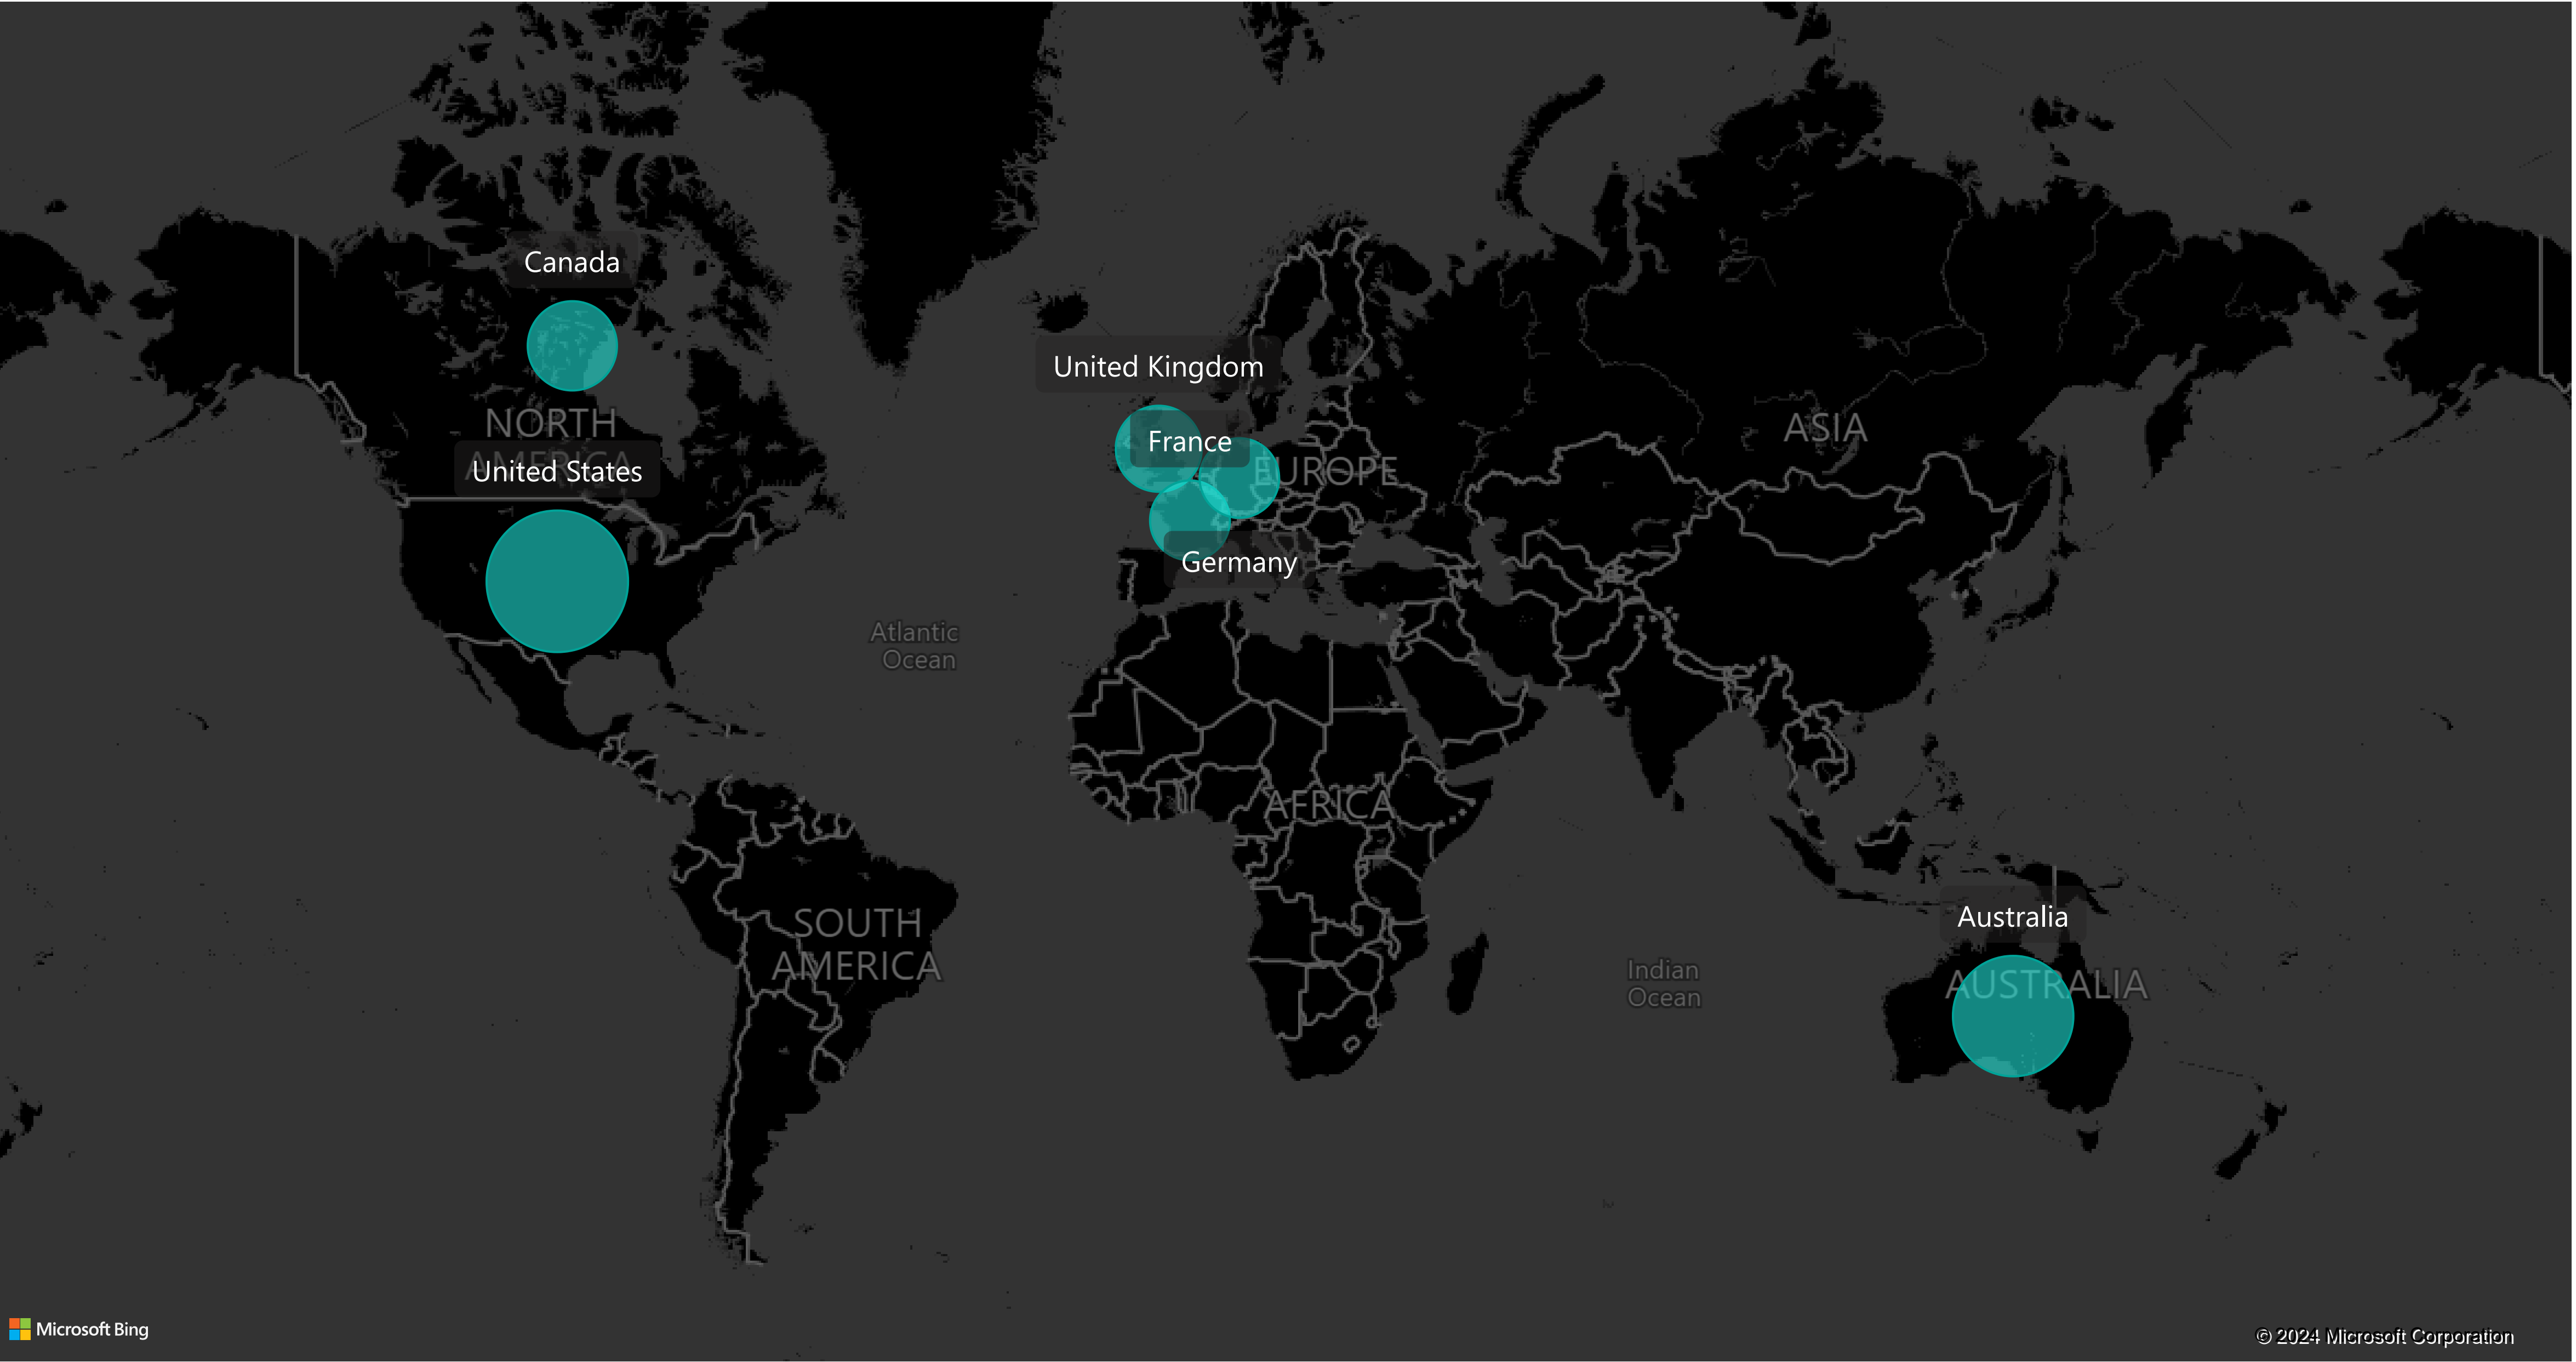 Canada
United Kingdom
NORTH
AMERICA
United States
France
EUROPE
ASIA
Germany
Atlantic
Ocean
AFRICA
SOUTH
AMERICA
Australia
AUSTRALIA
Indian
Ocean
Microsoft Bing
© 2024 Microsoft Corporation